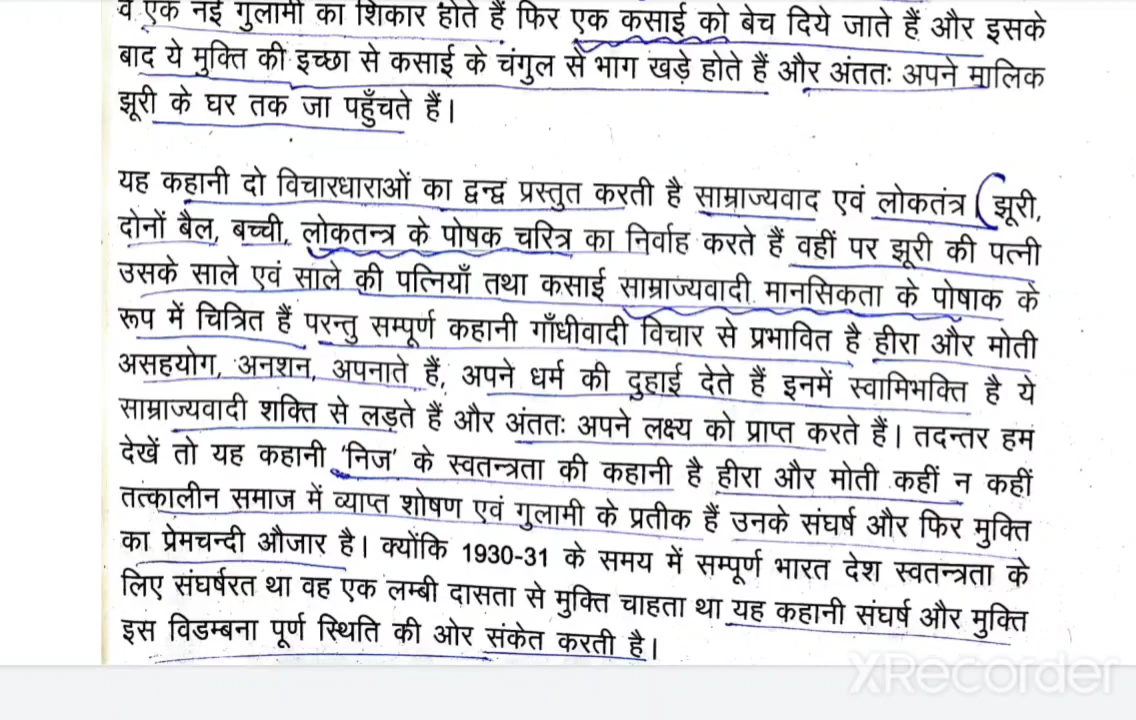 व एक नई गुलामी का शिकार होते हैं फिर एक कसाई को बेच दिये जाते हैं और इसके
बाद ये मुक्ति की इच्छा से कसाई के चंगुल से भाग खड़े होते हैं और अंततः अपने मालिक
झूरी के घर तक जा पहुँचते हैं।
यह कहानी दो विचारधाराओं का द्वन्द्व प्रस्तुत करती है साम्राज्यवाद एवं लोकतंत्र (झूरी,
दोनों बैल, बच्ची, लोकतन्त्र के पोषक चरित्र का निर्वाह करते हैं वहीं पर झूरी की पत्नी
उसके साले एवं साले की पत्नियाँ तथा कसाई साम्राज्यवादी मानसिकता के पोषाक के
रूप में चित्रित हैं परन्तु सम्पूर्ण कहानी गाँधीवादी विचार से प्रभावित है हीरा और मोती
असहयोग, अनशन, अपनाते हैं, अपने धर्म की दुहाई देते हैं इनमें स्वामिभक्ति है ये
साम्राज्यवादी शक्ति से लड़ते हैं और अंततः अपने लक्ष्य को प्राप्त करते हैं। तदन्तर हम
देखें तो यह कहानी 'निज' के स्वतन्त्रता की कहानी है हीरा और मोती कहीं न कहीं
तत्कालीन समाज में व्याप्त शोषण एवं गुलामी के प्रतीक हैं उनके संघर्ष और फिर मुक्ति
का प्रेमचन्दी औजार है। क्योंकि 1930-31 के समय में सम्पूर्ण भारत देश स्वतन्त्रता के
लिए संघर्षरत था वह एक लम्बी दासता से मुक्ति चाहता था यह कहानी संघर्ष और मुक्ति
इस विडम्बना पूर्ण स्थिति की ओर संकेत करती है।
XRecorder